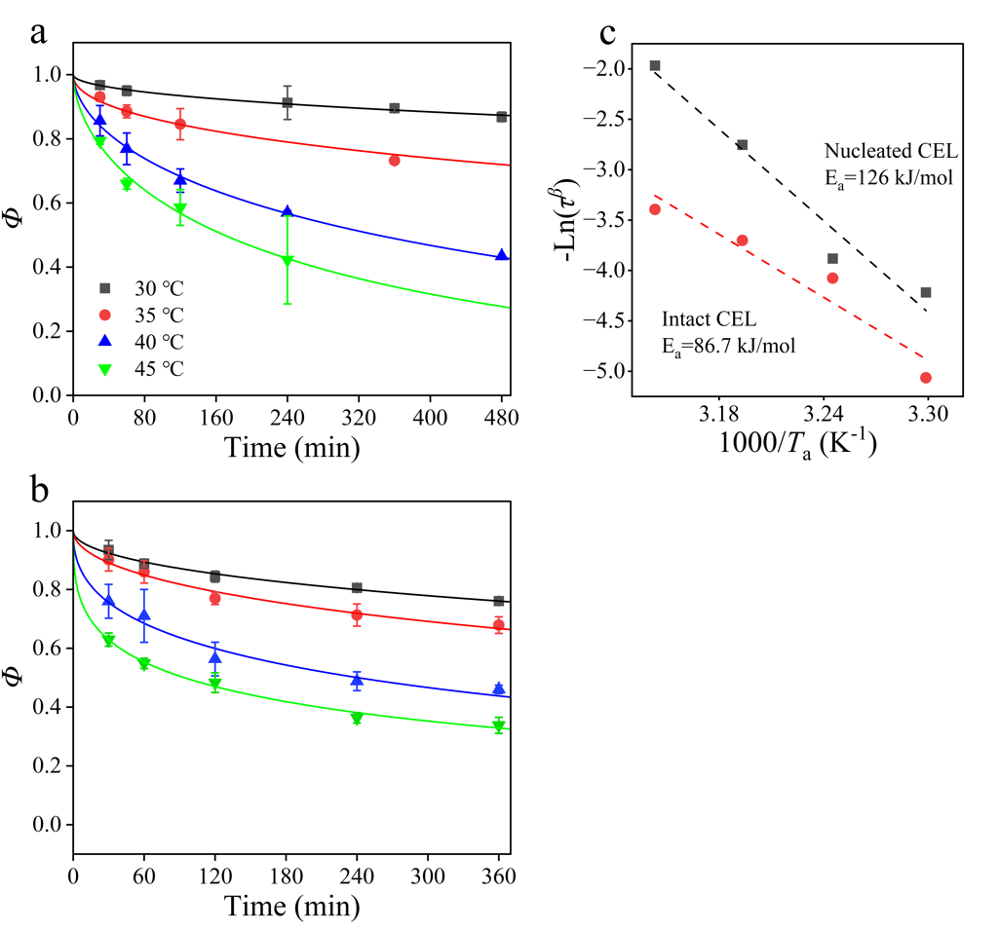 a
1.0
0.8
0.6
0.4
0.2
0.0
Φ
30 ℃
35 ℃
40 ℃
45 ℃
0 80 160 240 320 400 480
Time (min)
b
1.0
0.8
0.6
0.4
0.2
0.0
Φ
0 60 120 180 240 300 360
Time (min)
c
−2.0
−2.5
−3.0
−3.5
−4.0
−4.5
−5.0
-Ln(τ^β)
Nucleated CEL
Eₐ=126 kJ/mol
Intact CEL
Eₐ=86.7 kJ/mol
3.18 3.24 3.30
1000/Tₐ (K⁻¹)